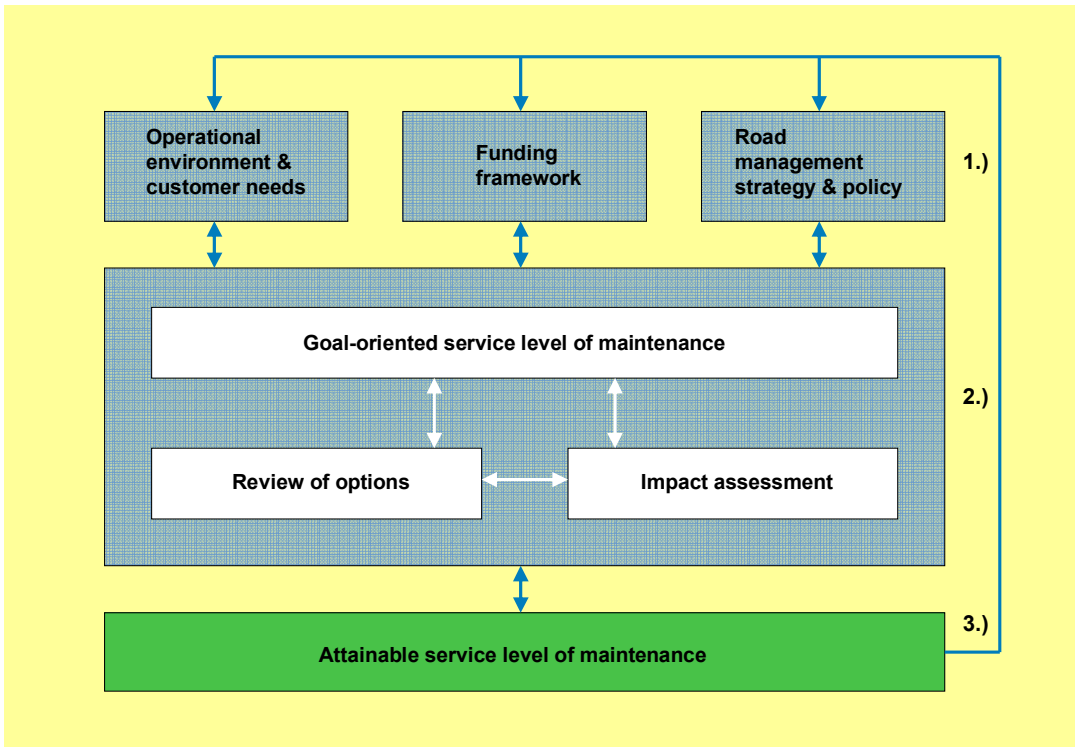 Operational
environment &
customer needs
Funding
framework
Road
management
strategy & policy
1.)
Goal-oriented service level of maintenance
2.)
Review of options
Impact assessment
3.)
Attainable service level of maintenance